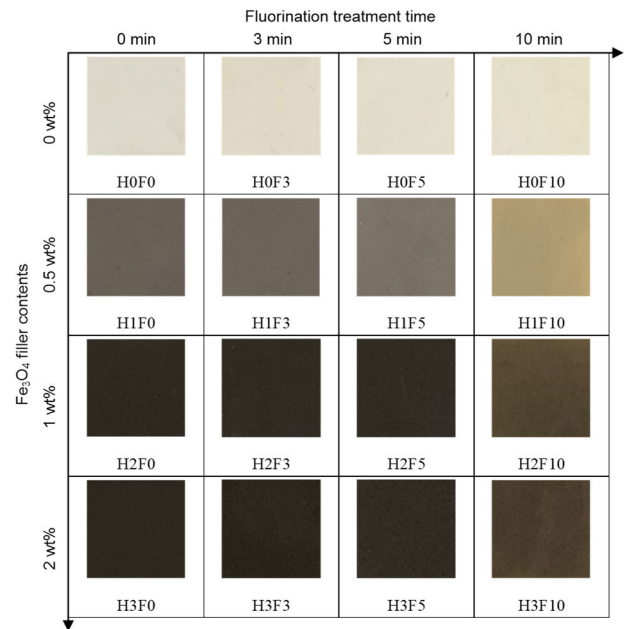 Fluorination treatment time
0 min 3 min 5 min 10 min
Fe₃O₄ filler contents
0 wt%
H0F0 H0F3 H0F5 H0F10
0.5 wt%
H1F0 H1F3 H1F5 H1F10
1 wt%
H2F0 H2F3 H2F5 H2F10
2 wt%
H3F0 H3F3 H3F5 H3F10